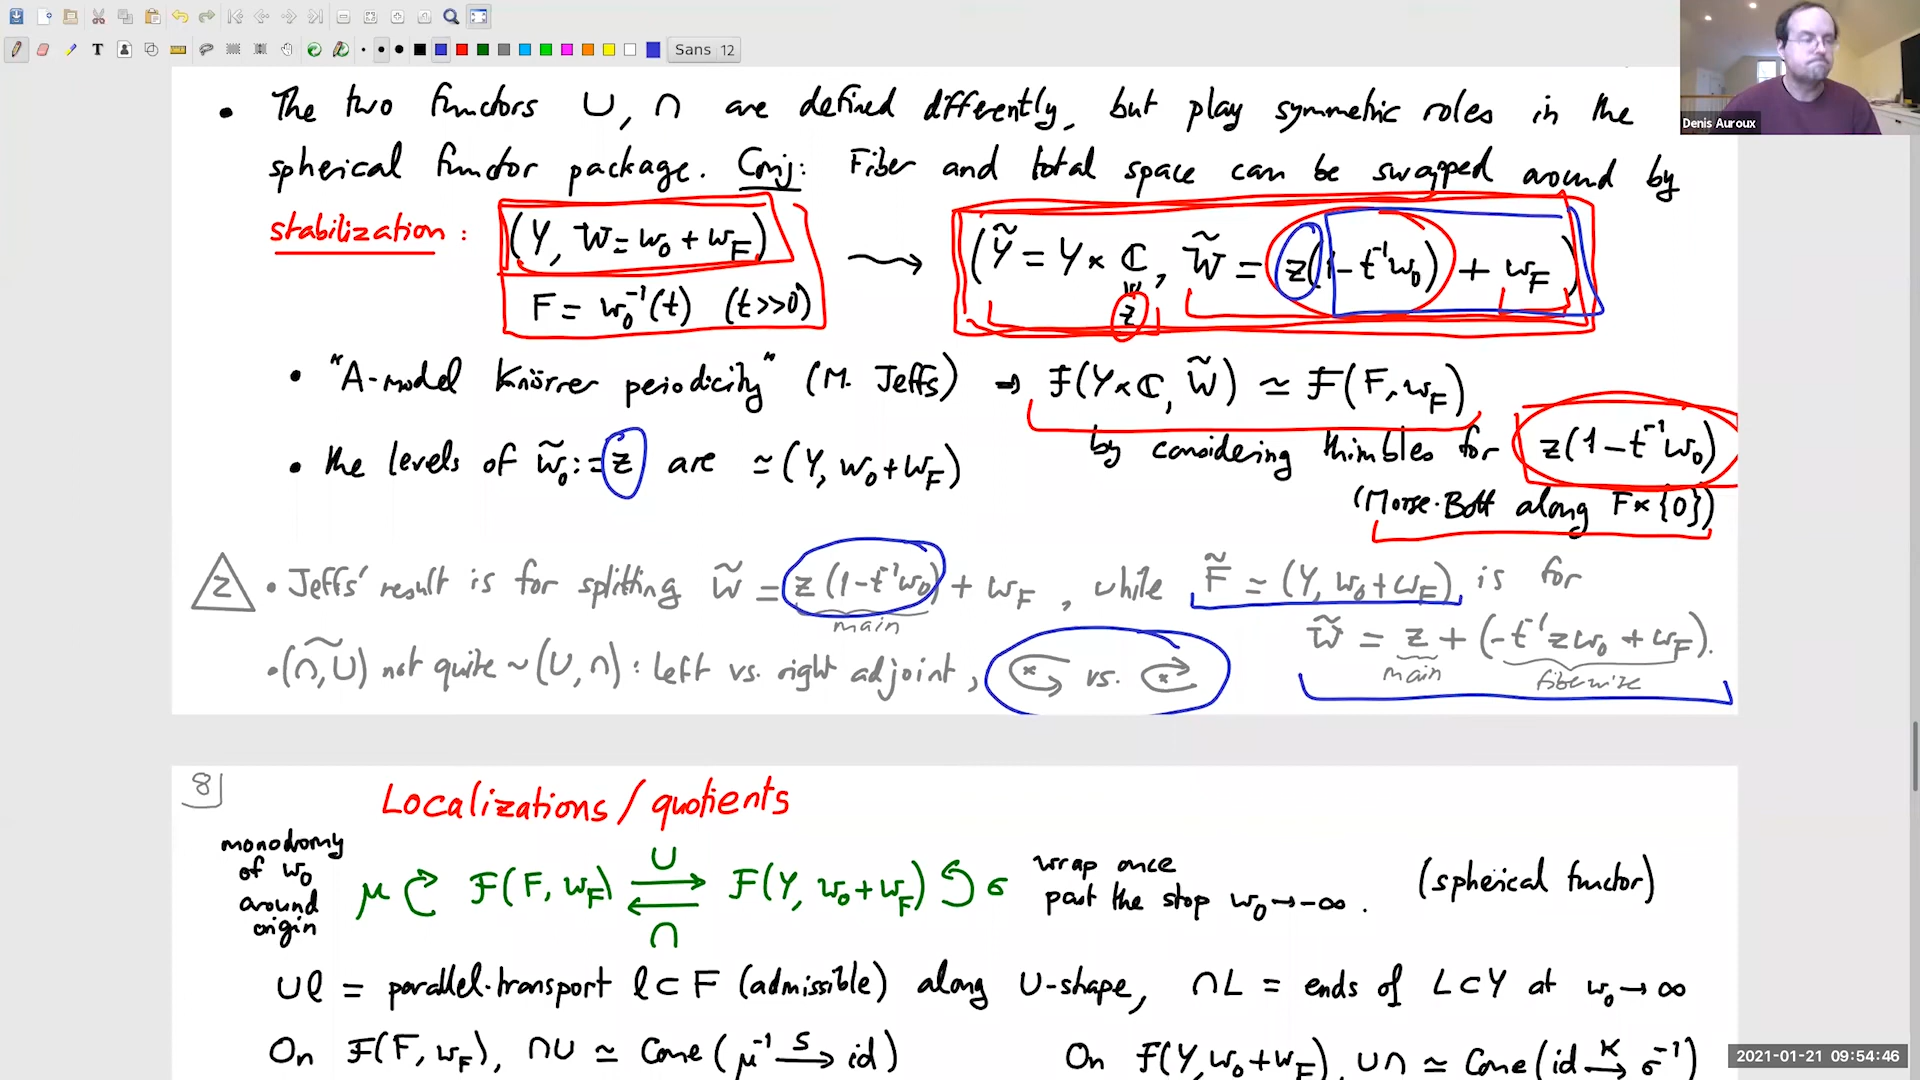 Sans 12
Denis Auroux
• The two functors ∪, ∩ are defined differently, but play symmetric roles in the
spherical functor package. Conj: Fiber and total space can be swapped around by
stabilization : (Y, W = w₀ + w_F) ⇝ (Ỹ = Y × ℂ, W̃ = z(1 - t⁻¹w₀) + w_F)
F = w₀⁻¹(t) (t>>0) z
• "A-model Knörrer periodicity" (M. Jeffs) → F(Y×ℂ, W̃) ≃ F(F, w_F)
by considering thimbles for z(1 - t⁻¹w₀)
• the levels of w̃₀ := z are ≃ (Y, w₀ + w_F)
(Morse-Bott along F × {0})
• Jeffs' result is for splitting W̃ = z(1 - t⁻¹w₀) + w_F , while F̃ ≃ (Y, w₀ + w_F) is for
main
W̃ = z + (-t⁻¹zw₀ + w_F).
main fiberwise
• (∩,∪)~ not quite ~ (∪, ∩) : left vs. right adjoint, vs.
8
Localizations / quotients
monodromy of w₀ around origin
μ F(F, w_F) ⇄ F(Y, w₀ + w_F) σ
∪
∩
wrap once
past the stop w₀ → -∞ .
(spherical functor)
∪ℓ = parallel-transport ℓ ⊂ F (admissible) along U-shape, ∩L = ends of L ⊂ Y at w₀ → ∞
On F(F, w_F), ∩∪ ≃ Cone(μ⁻¹ →ˢ id) On F(Y, w₀ + w_F), ∪∩ ≃ Cone(id →ᴷ σ⁻¹)
2021-01-21 09:54:46